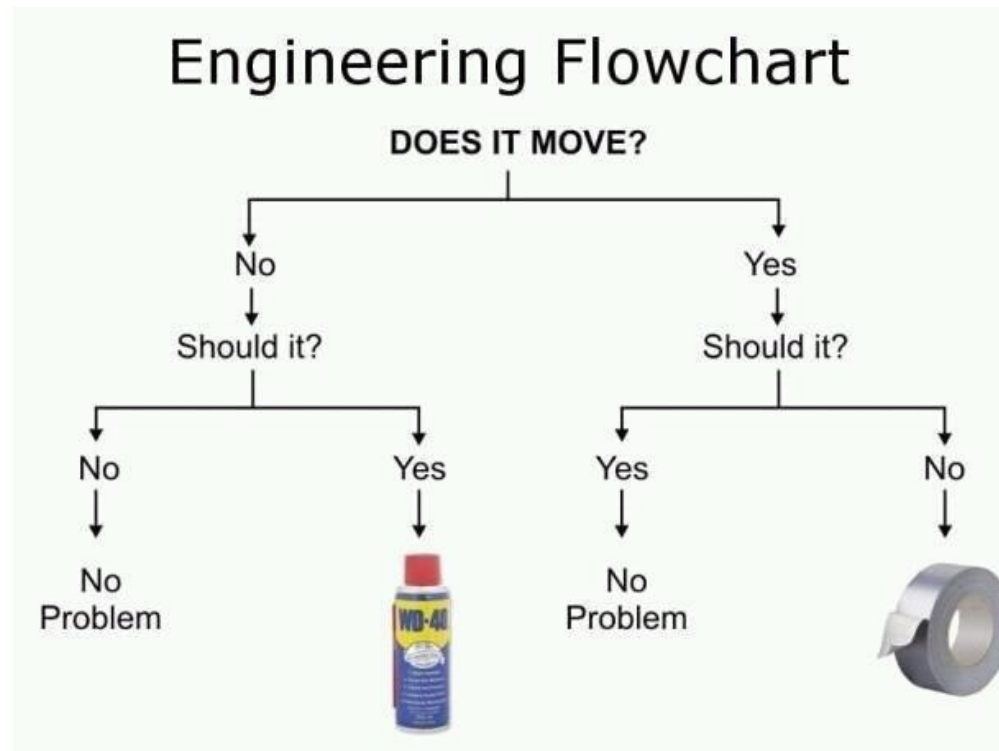 Engineering Flowchart
DOES IT MOVE?
No
Yes
Should it?
Should it?
No
Yes
Yes
No
No
Problem
No
Problem
WD-40